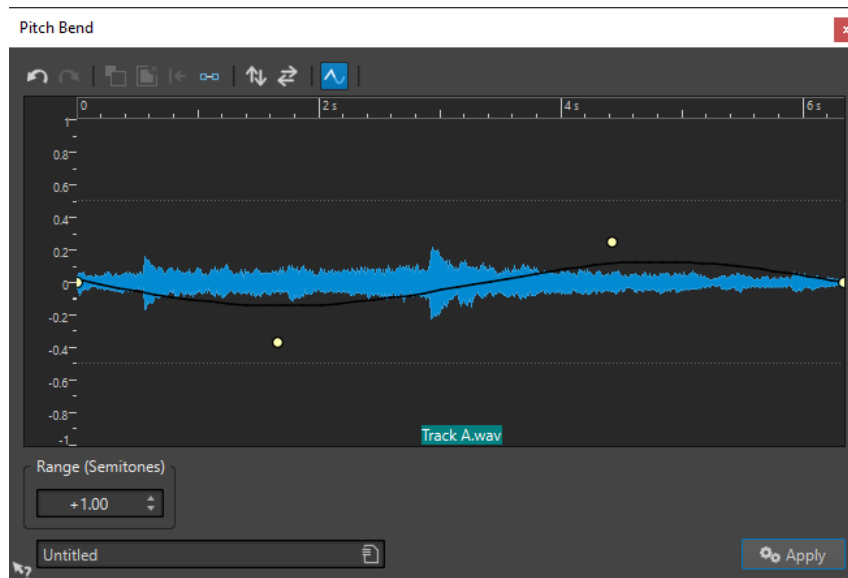 Pitch Bend
x
0 2 s 4 s 6 s
1
0.8
0.6
0.4
0.2
0
-0.2
-0.4
-0.6
-0.8
-1
Track A.wav
Range (Semitones)
+1.00
Untitled
Apply